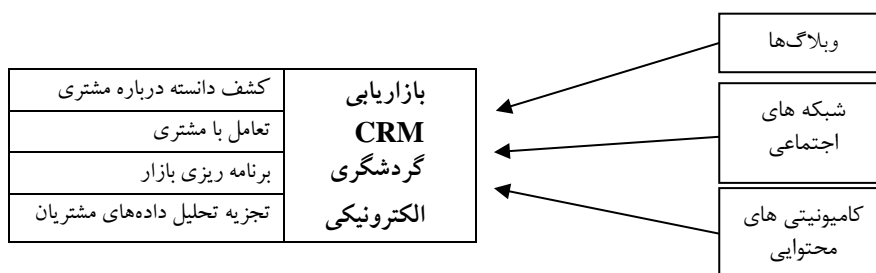 وبلاگ‌ها
شبکه های
اجتماعی
کامیونیتی های
محتوایی
بازاریابی
CRM
گردشگری
الکترونیکی
کشف دانسته درباره مشتری
تعامل با مشتری
برنامه ریزی بازار
تجزیه تحلیل داده‌های مشتریان